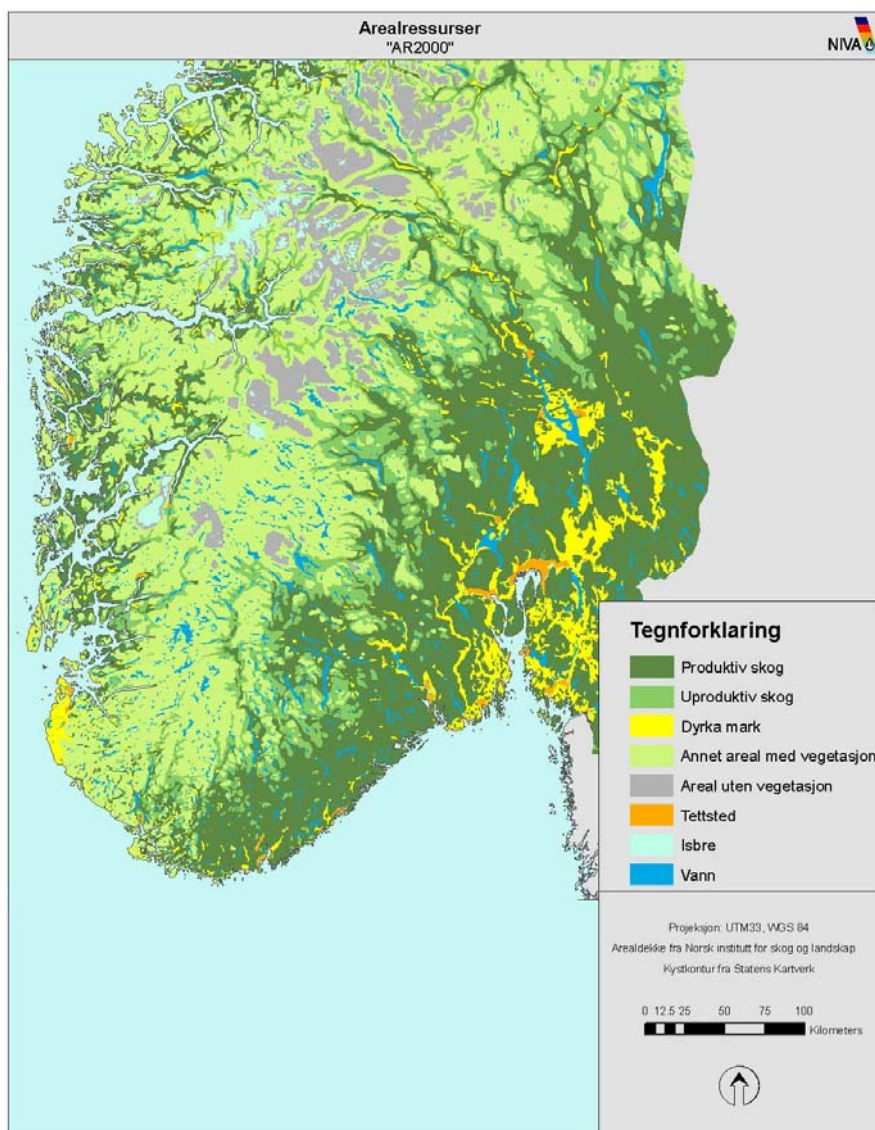 Arealressurser
"AR2000"
NIVA
Tegnforklaring
Produktiv skog
Uproduktiv skog
Dyrka mark
Annet areal med vegetasjon
Areal uten vegetasjon
Tettsted
Isbre
Vann
Projeksjon: UTM33, WGS 84
Arealdekke fra Norsk institutt for skog og landskap
Kystkontur fra Statens Kartverk
0 12.5 25 50 75 100
Kilometers